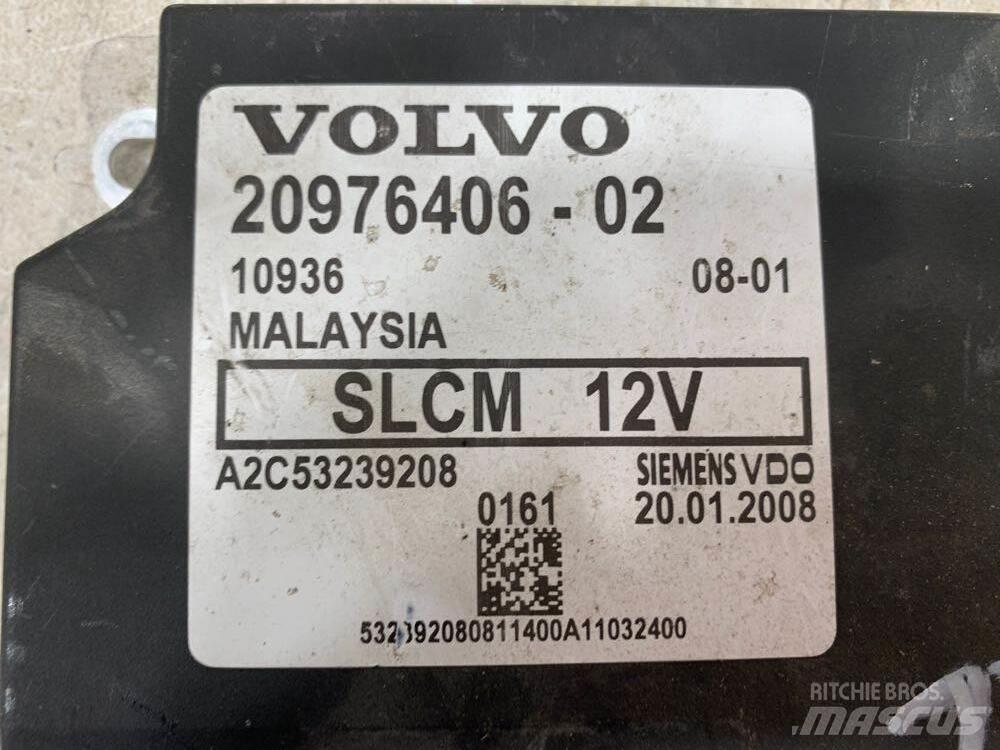 VOLVO
20976406 - 02
10936 08-01
MALAYSIA
SLCM 12V
A2C53239208 SIEMENS VDO
0161 20.01.2008
RITCHIE BROS.
MASCUS